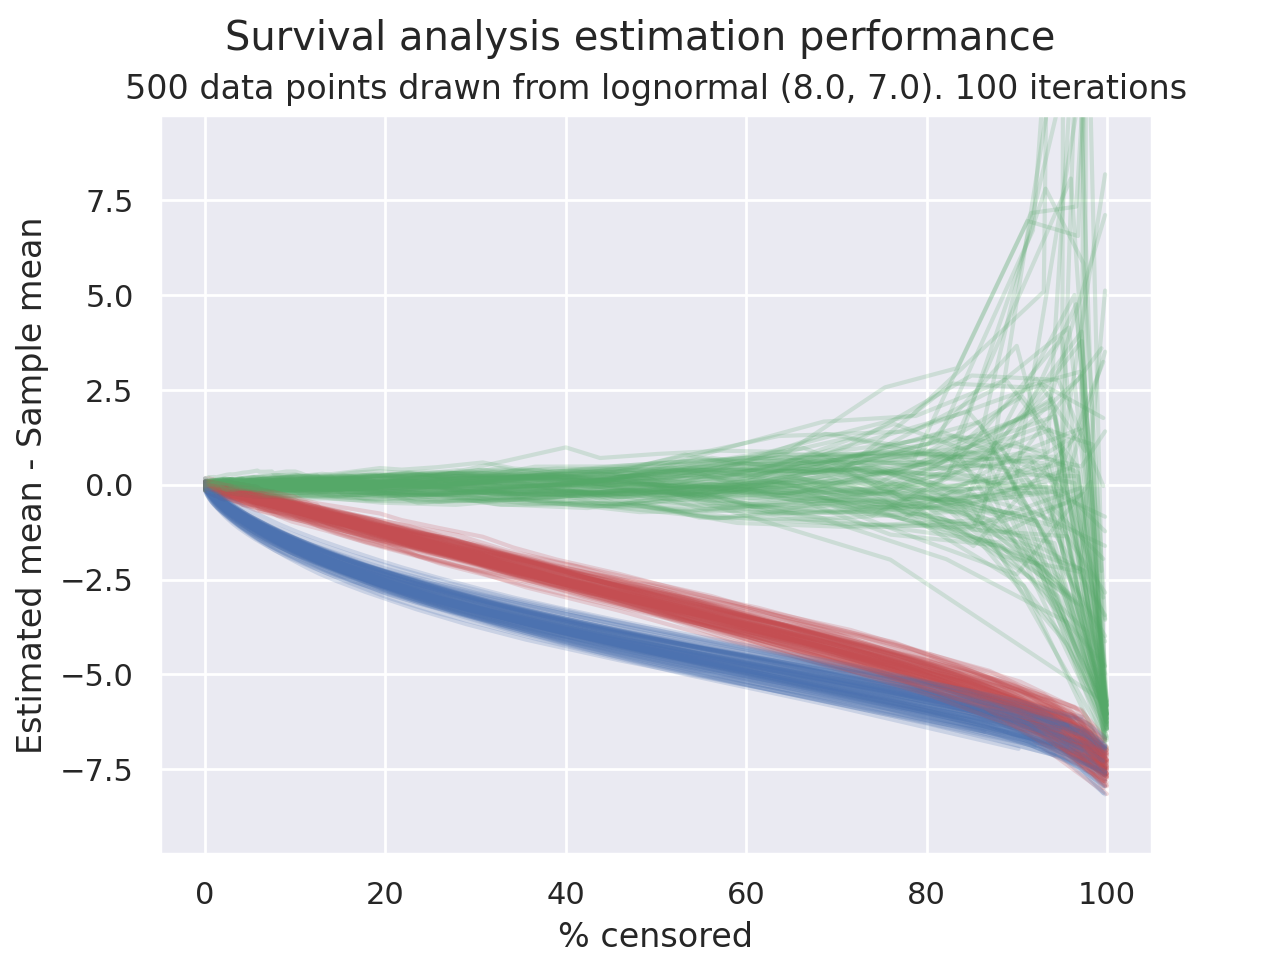 Survival analysis estimation performance
500 data points drawn from lognormal (8.0, 7.0). 100 iterations
Estimated mean - Sample mean
7.5
5.0
2.5
0.0
−2.5
−5.0
−7.5
0 20 40 60 80 100
% censored